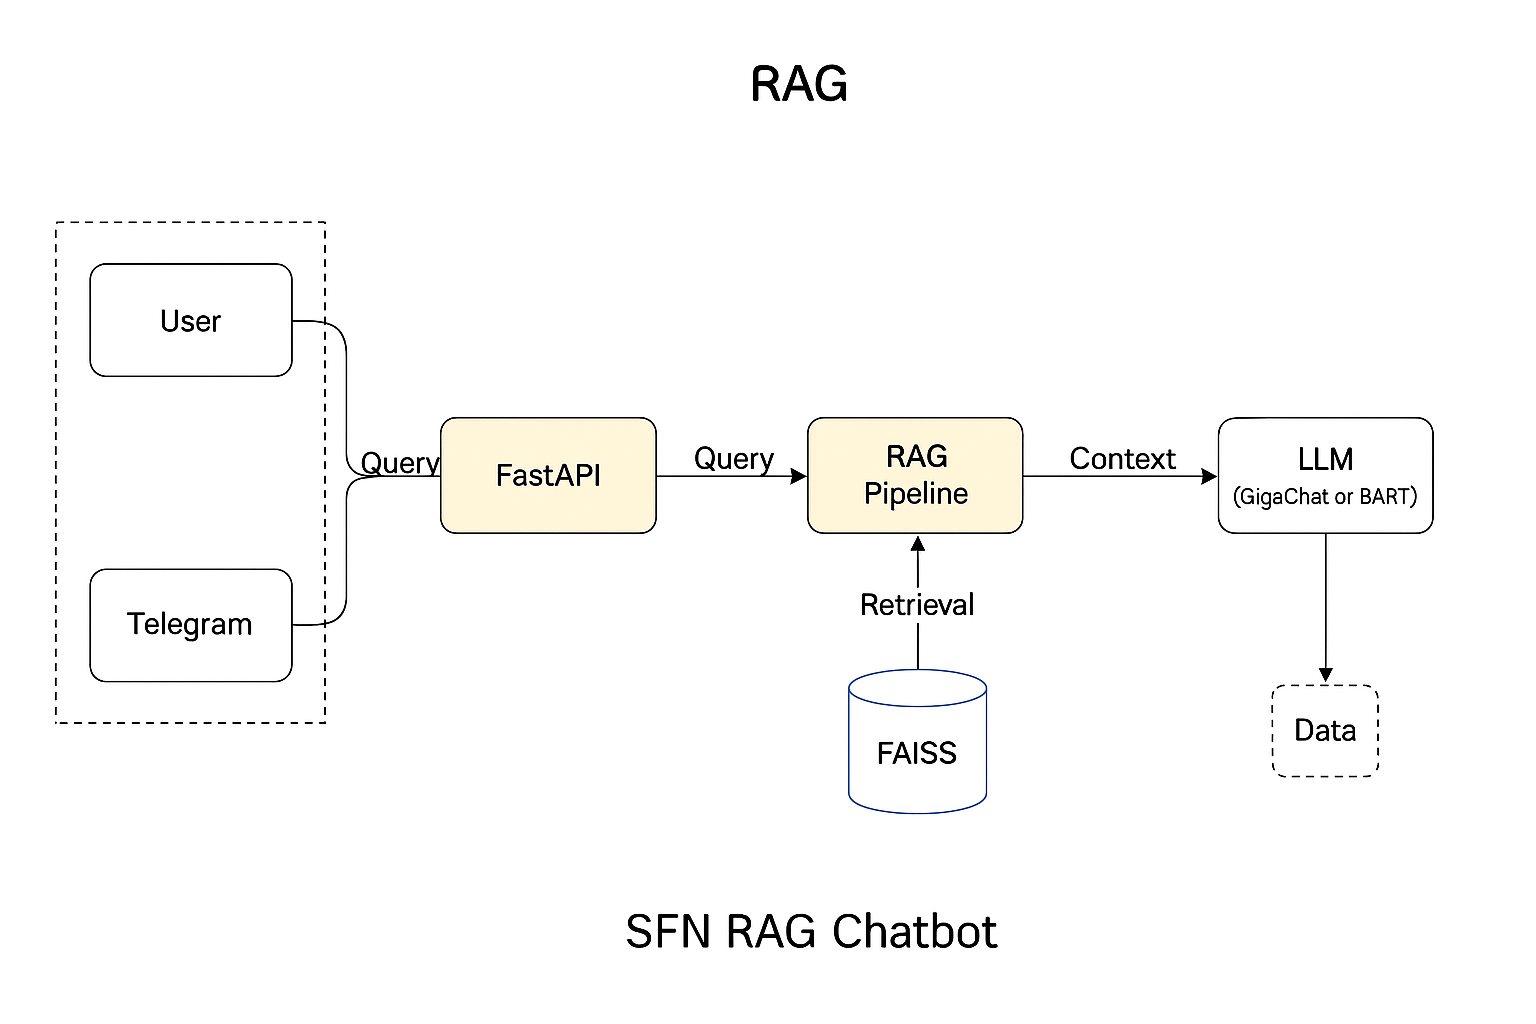 RAG
User
Telegram
Query
FastAPI
Query
RAG
Pipeline
Context
LLM
(GigaChat or BART)
Retrieval
FAISS
Data
SFN RAG Chatbot